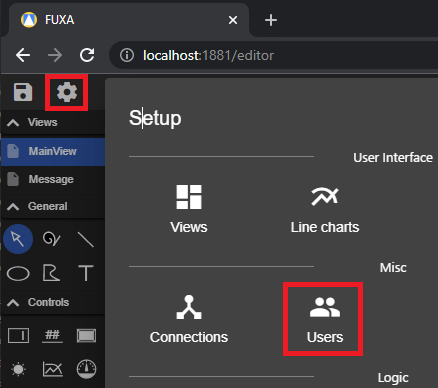 FUXA
localhost:1881/editor
Setup
Views
User Interface
MainView
Message
Views
Line charts
General
T
Misc
Controls
##
Connections
Users
Logic